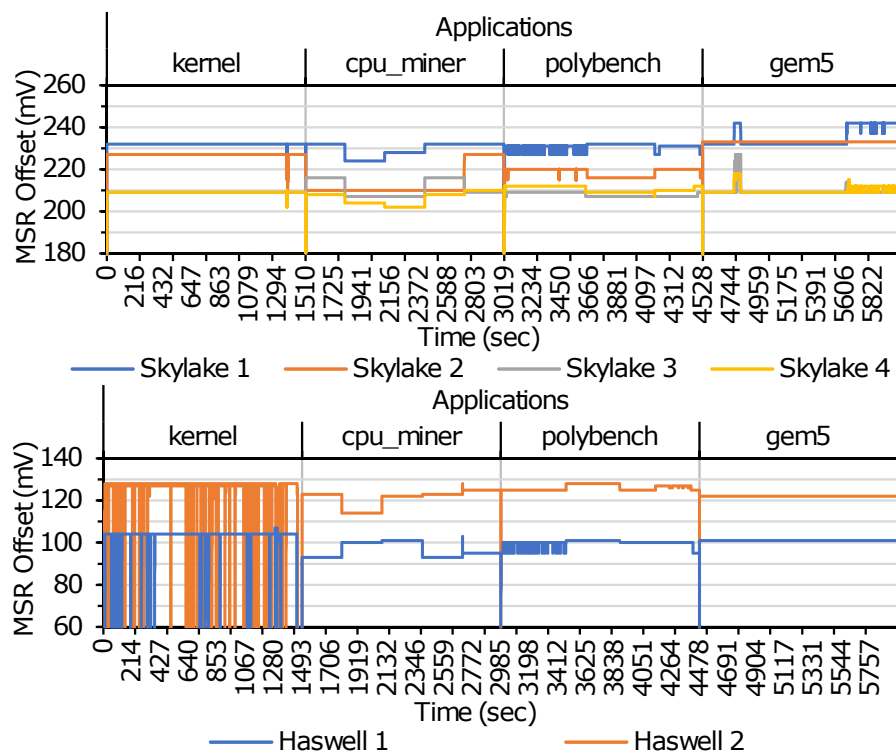 Applications
kernel cpu_miner polybench gem5
MSR Offset (mV)
260
240
220
200
180
0 216 432 647 863 1079 1294 1510 1725 1941 2156 2372 2588 2803 3019 3234 3450 3666 3881 4097 4312 4528 4744 4959 5175 5391 5606 5822
Time (sec)
Skylake 1 Skylake 2 Skylake 3 Skylake 4
Applications
kernel cpu_miner polybench gem5
MSR Offset (mV)
140
120
100
80
60
0 214 427 640 853 1067 1280 1493 1706 1919 2132 2346 2559 2772 2985 3198 3412 3625 3838 4051 4264 4478 4691 4904 5117 5331 5544 5757
Time (sec)
Haswell 1 Haswell 2